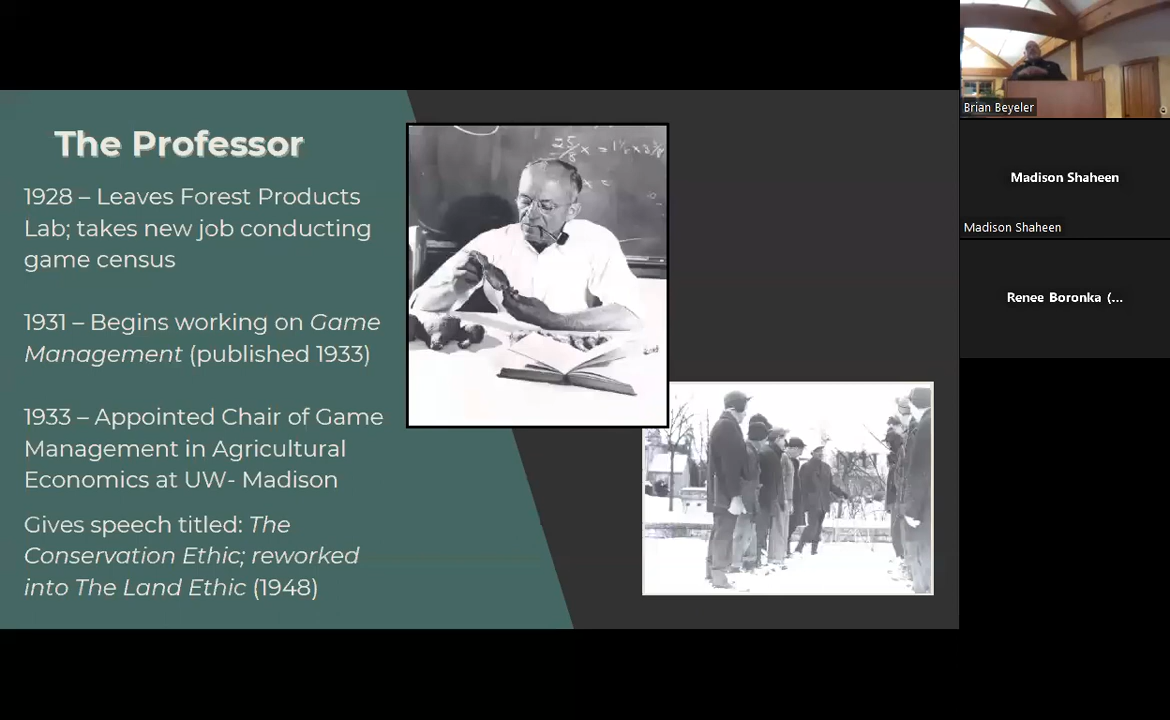 The Professor
1928 – Leaves Forest Products
Lab; takes new job conducting
game census
1931 – Begins working on Game
Management (published 1933)
1933 – Appointed Chair of Game
Management in Agricultural
Economics at UW- Madison
Gives speech titled: The
Conservation Ethic; reworked
into The Land Ethic (1948)
Brian Beyeler
Madison Shaheen
Madison Shaheen
Renee Boronka (...